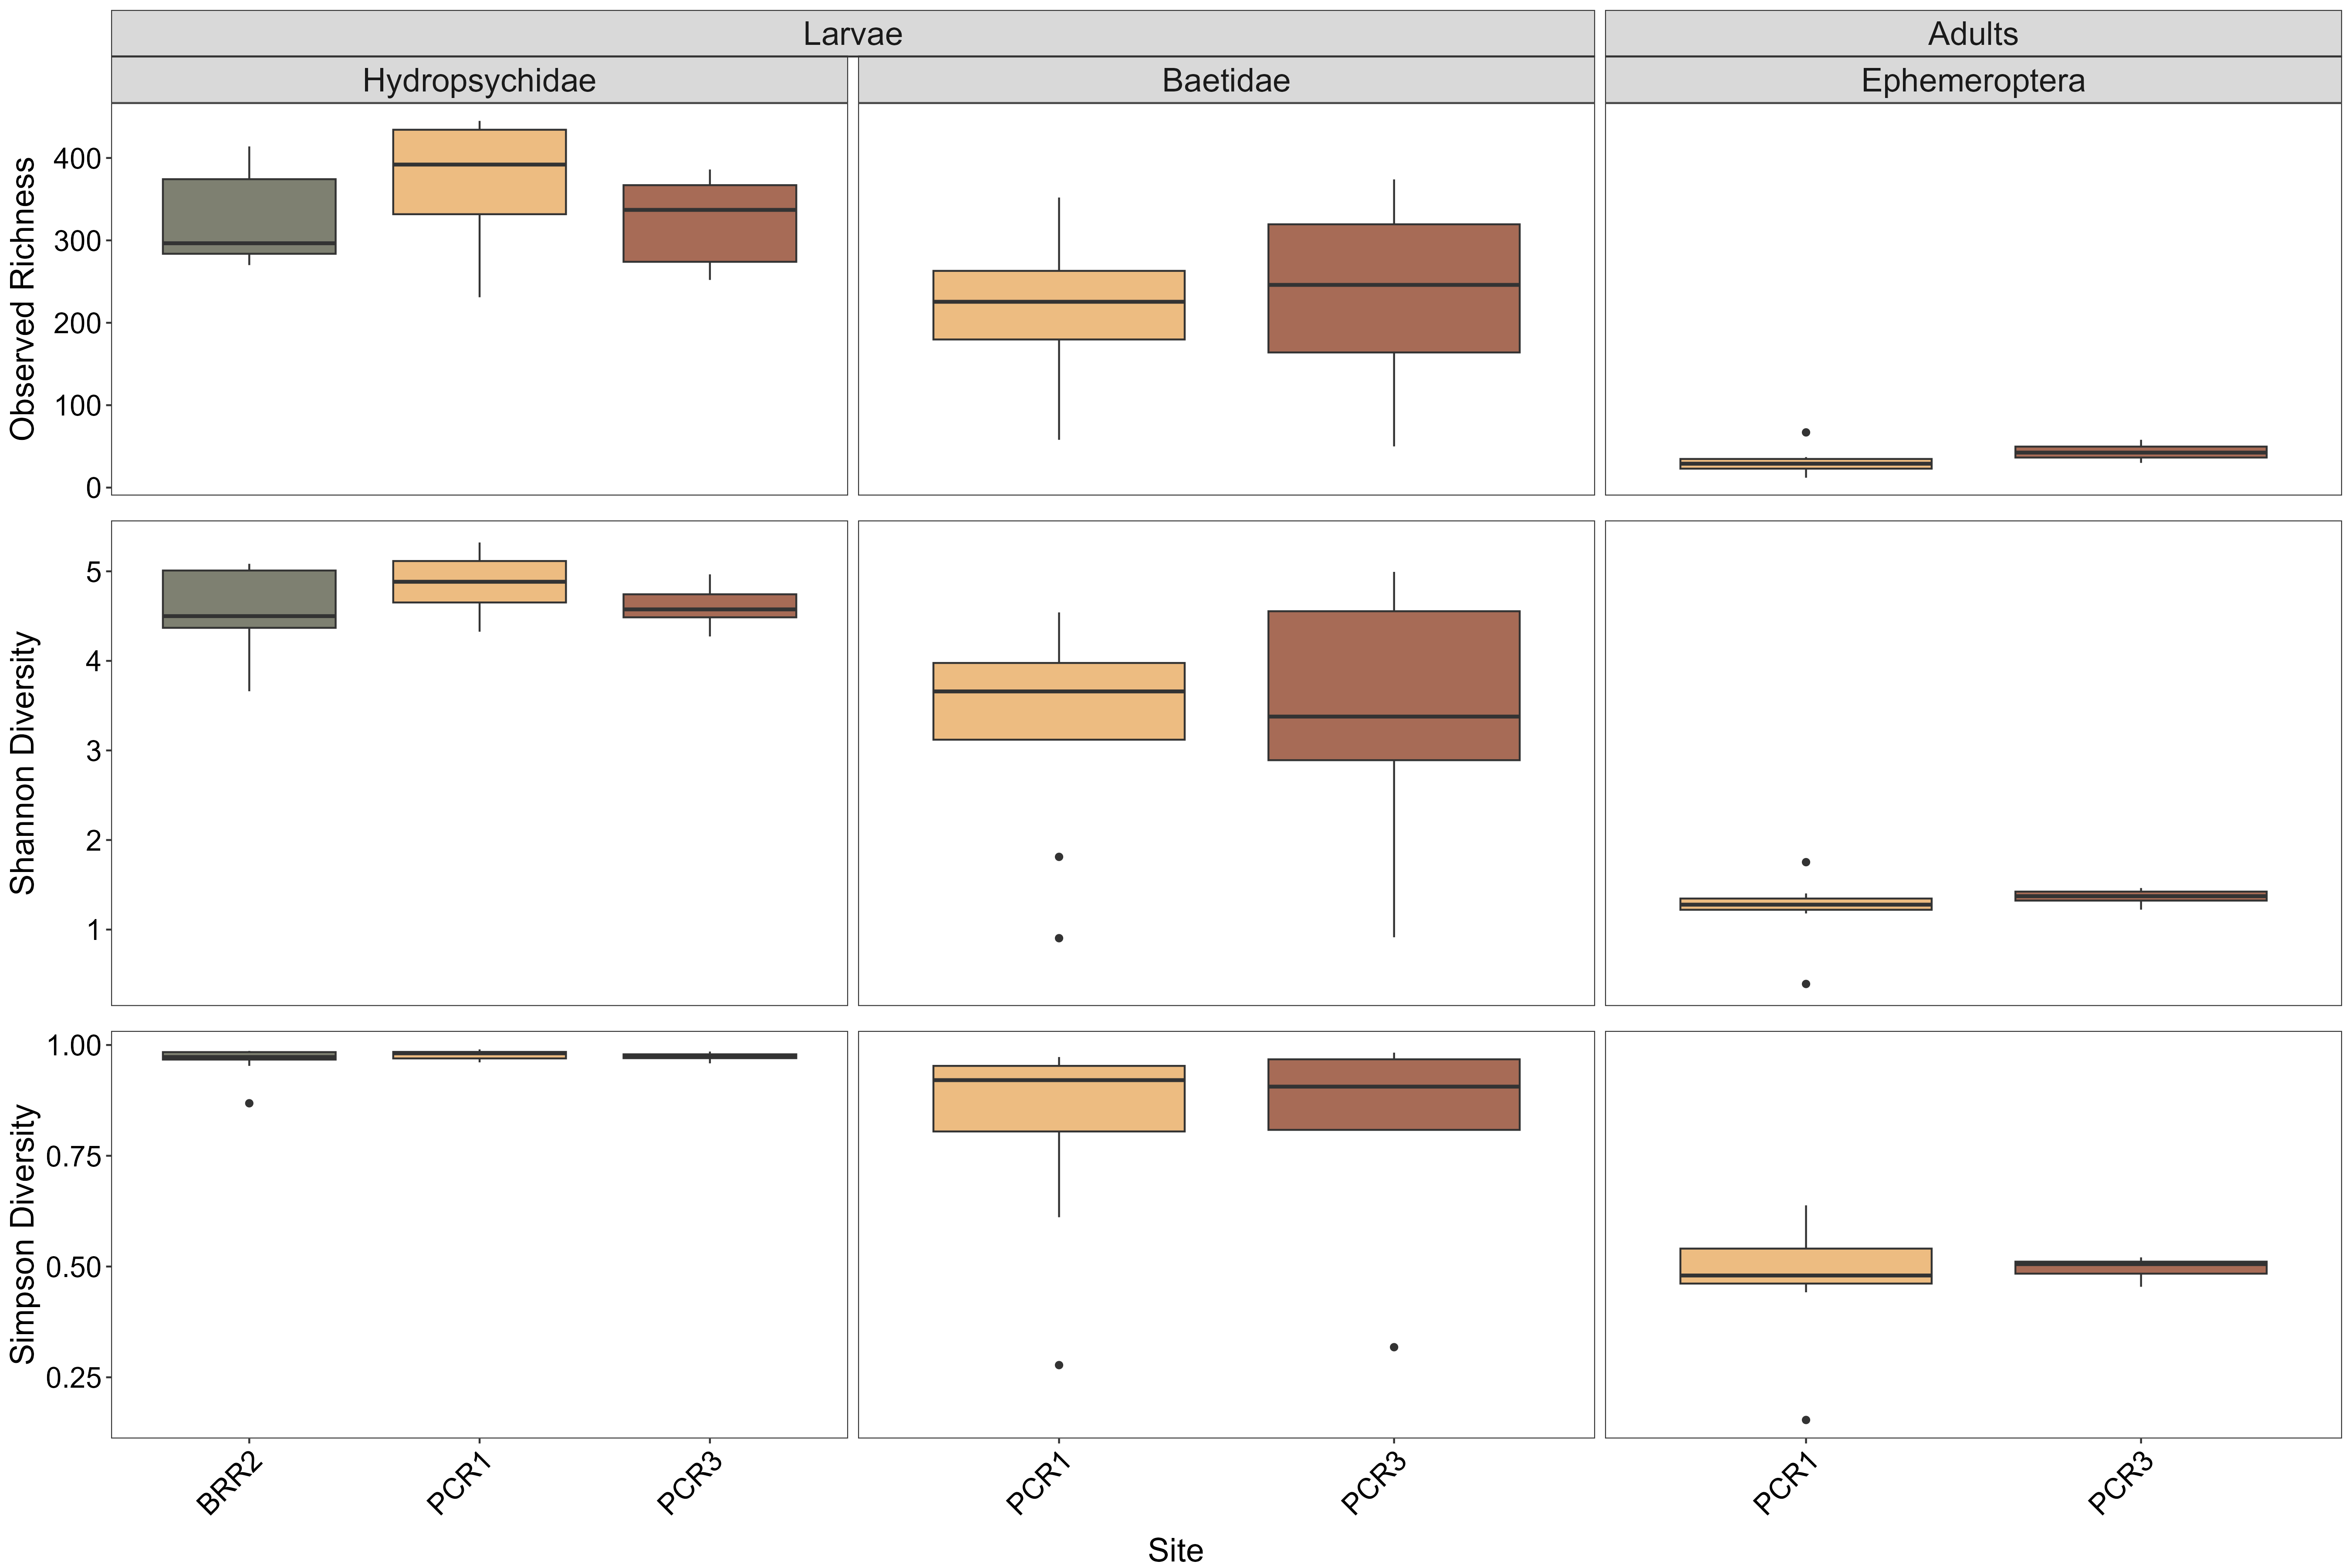 Larvae
Adults
Hydropsychidae
Baetidae
Ephemeroptera
Observed Richness
400
300
200
100
0
Shannon Diversity
5
4
3
2
1
Simpson Diversity
1.00
0.75
0.50
0.25
BRR2
PCR1
PCR3
PCR1
PCR3
PCR1
PCR3
Site